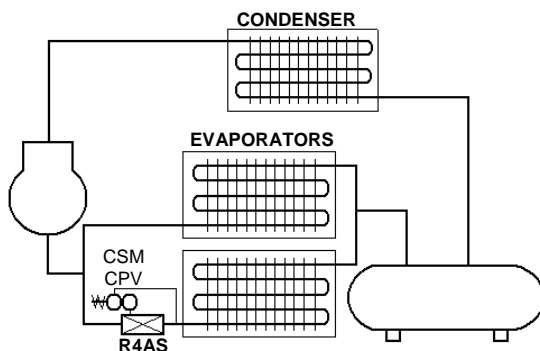 CONDENSER
EVAPORATORS
CSM
CPV
R4AS